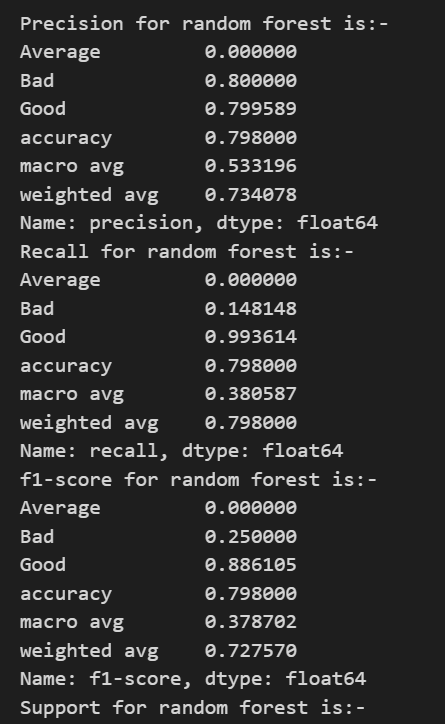 Precision for random forest is:-
Average 0.000000
Bad 0.800000
Good 0.799589
accuracy 0.798000
macro avg 0.533196
weighted avg 0.734078
Name: precision, dtype: float64
Recall for random forest is:-
Average 0.000000
Bad 0.148148
Good 0.993614
accuracy 0.798000
macro avg 0.380587
weighted avg 0.798000
Name: recall, dtype: float64
f1-score for random forest is:-
Average 0.000000
Bad 0.250000
Good 0.886105
accuracy 0.798000
macro avg 0.378702
weighted avg 0.727570
Name: f1-score, dtype: float64
Support for random forest is:-